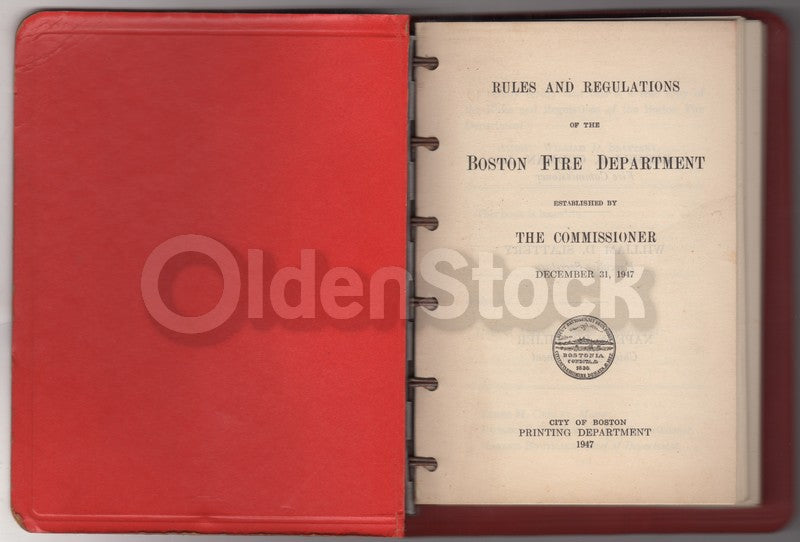 RULES AND REGULATIONS
OF THE
BOSTON FIRE DEPARTMENT
ESTABLISHED BY
THE COMMISSIONER
DECEMBER 31, 1947
OldenStock
BOSTONIA
CONDITA A.
1630.
CITY OF BOSTON
PRINTING DEPARTMENT
1947